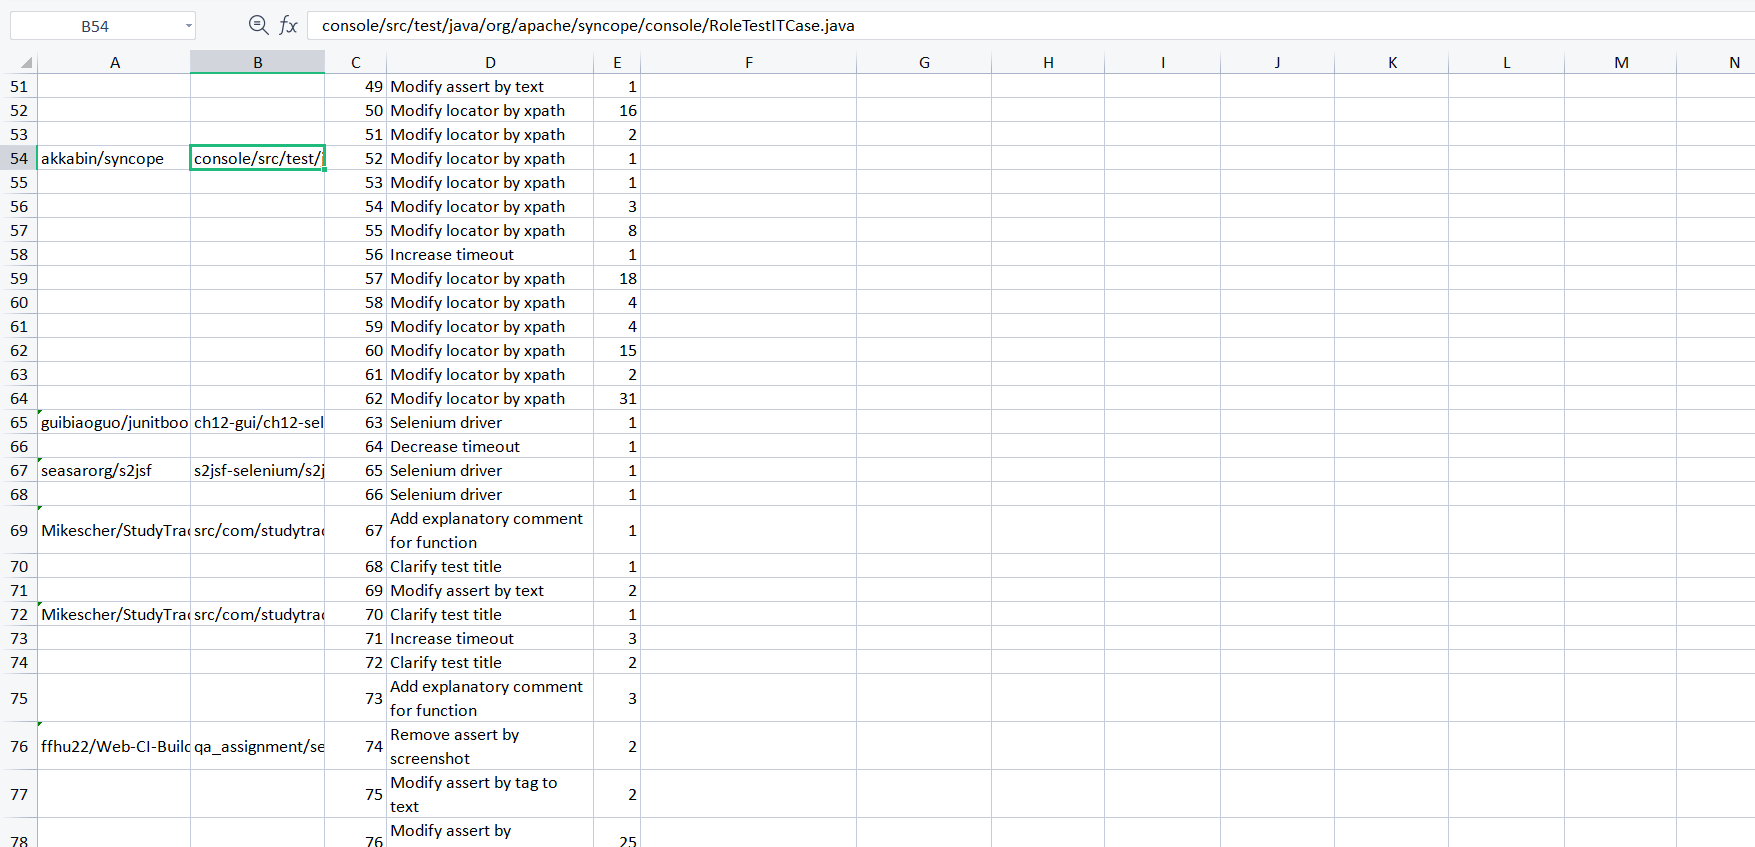 B54 fx console/src/test/java/org/apache/syncope/console/RoleTestITCase.java
A B C D E F G H I J K L M N
51 49 Modify assert by text 1
52 50 Modify locator by xpath 16
53 51 Modify locator by xpath 2
54 akkabin/syncope console/src/test/j 52 Modify locator by xpath 1
55 53 Modify locator by xpath 1
56 54 Modify locator by xpath 3
57 55 Modify locator by xpath 8
58 56 Increase timeout 1
59 57 Modify locator by xpath 18
60 58 Modify locator by xpath 4
61 59 Modify locator by xpath 4
62 60 Modify locator by xpath 15
63 61 Modify locator by xpath 2
64 62 Modify locator by xpath 31
65 guibiaoguo/junitboo ch12-gui/ch12-sel 63 Selenium driver 1
66 64 Decrease timeout 1
67 seasarorg/s2jsf s2jsf-selenium/s2j 65 Selenium driver 1
68 66 Selenium driver 1
69 Mikescher/StudyTrac src/com/studytrac 67 Add explanatory comment 1
for function
70 68 Clarify test title 1
71 69 Modify assert by text 2
72 Mikescher/StudyTrac src/com/studytrac 70 Clarify test title 1
73 71 Increase timeout 3
74 72 Clarify test title 2
75 73 Add explanatory comment 3
for function
76 ffhu22/Web-CI-Build qa_assignment/se 74 Remove assert by 2
screenshot
77 75 Modify assert by tag to 2
text
78 76 Modify assert by 25